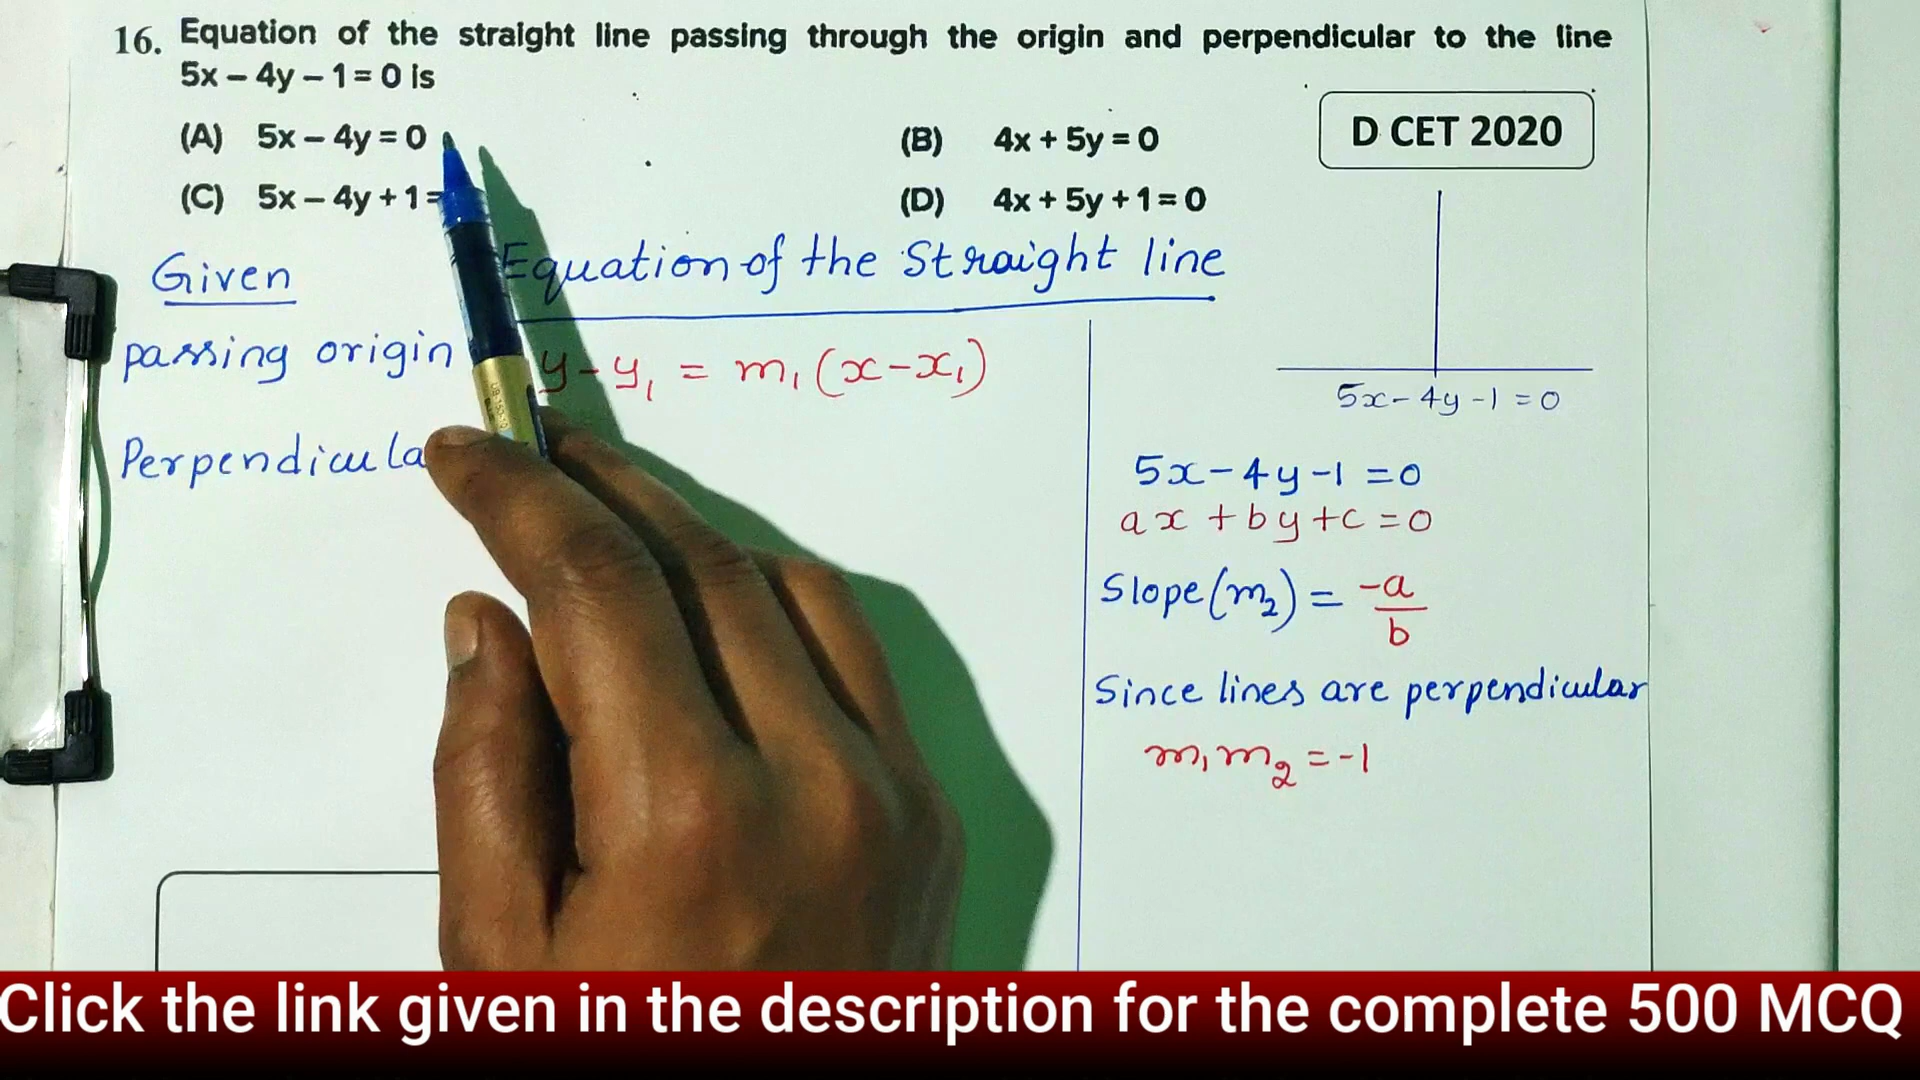 16. Equation of the straight line passing through the origin and perpendicular to the line
5x – 4y – 1 = 0 is
(A) 5x – 4y = 0
(B) 4x + 5y = 0
(C) 5x – 4y + 1 =
(D) 4x + 5y + 1 = 0
D CET 2020
5x - 4y - 1 = 0
Given
passing origin
Perpendicula
Equation of the Straight line
y - y₁ = m₁ (x - x₁)
5x - 4y - 1 = 0
ax + by + c = 0
Slope (m₂) = -a/b
Since lines are perpendicular
m₁ m₂ = -1
UB-157
Click the link given in the description for the complete 500 MCQ